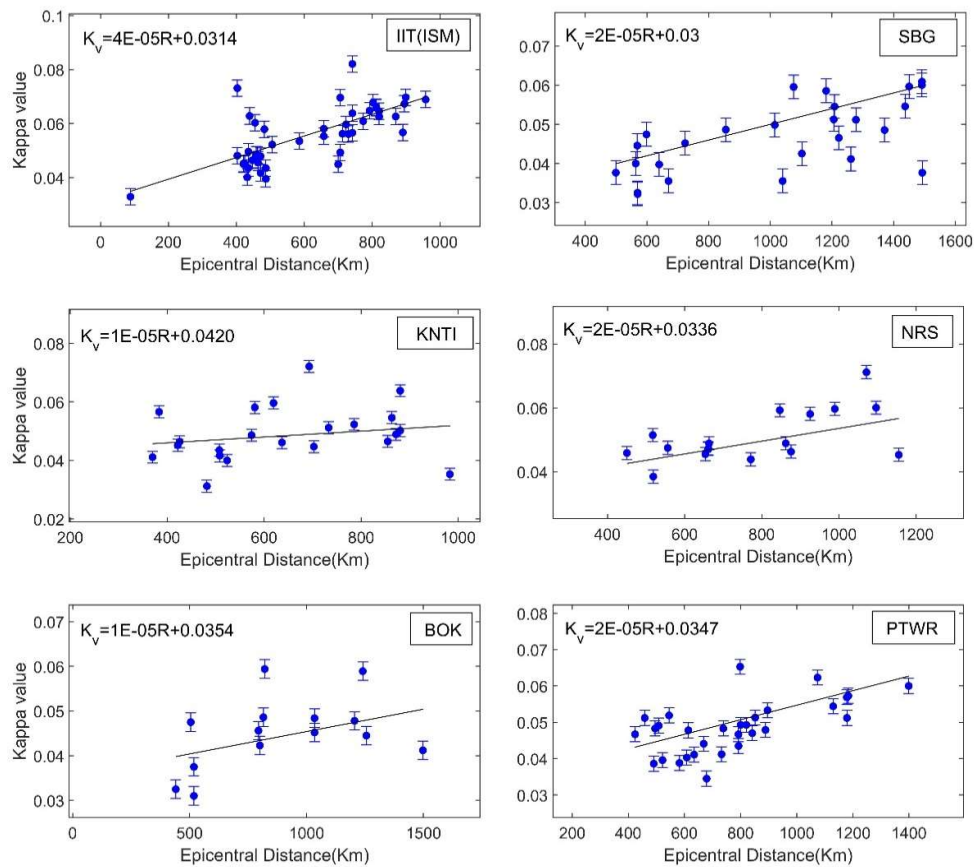 0.1
K_v=4E-05R+0.0314
IIT(ISM)
0.08
0.06
0.04
Kappa value
0 200 400 600 800 1000
Epicentral Distance(Km)
0.07
K_v=2E-05R+0.03
SBG
0.06
0.05
0.04
0.03
400 600 800 1000 1200 1400 1600
Epicentral Distance(Km)
0.08
K_v=1E-05R+0.0420
KNTI
0.06
0.04
0.02
Kappa value
200 400 600 800 1000
Epicentral Distance(Km)
0.08
K_v=2E-05R+0.0336
NRS
0.06
0.04
400 600 800 1000 1200
Epicentral Distance(Km)
0.07
K_v=1E-05R+0.0354
BOK
0.06
0.05
0.04
0.03
Kappa value
0 500 1000 1500
Epicentral Distance(Km)
0.08
K_v=2E-05R+0.0347
PTWR
0.07
0.06
0.05
0.04
0.03
200 400 600 800 1000 1200 1400
Epicentral Distance(Km)